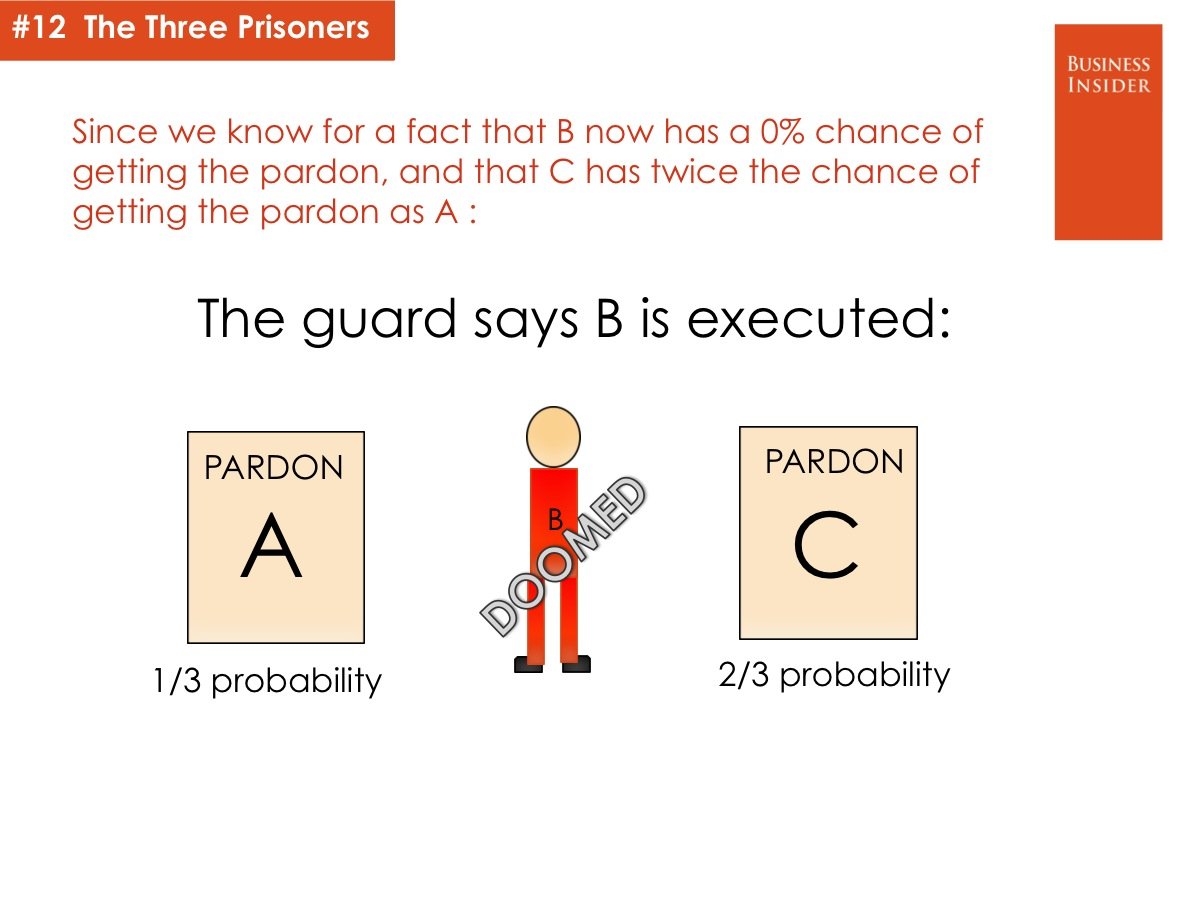 #12 The Three Prisoners
BUSINESS
INSIDER
Since we know for a fact that B now has a 0% chance of
getting the pardon, and that C has twice the chance of
getting the pardon as A :
The guard says B is executed:
PARDON
A
1/3 probability
B
DOOMED
PARDON
C
2/3 probability